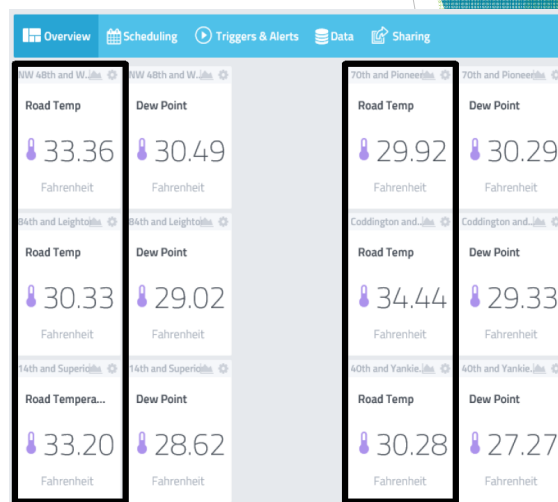 Overview Scheduling Triggers & Alerts Data Sharing
NW 48th and W.. NW 48th and W.. 70th and Pioneer 70th and Pioneer
Road Temp Dew Point Road Temp Dew Point
33.36 30.49 29.92 30.29
Fahrenheit Fahrenheit Fahrenheit Fahrenheit
84th and Leighto 84th and Leighto Coddington and.. Coddington and..
Road Temp Dew Point Road Temp Dew Point
30.33 29.02 34.44 29.33
Fahrenheit Fahrenheit Fahrenheit Fahrenheit
14th and Superio 14th and Superio 40th and Yankie.. 40th and Yankie..
Road Tempera... Dew Point Road Temp Dew Point
33.20 28.62 30.28 27.27
Fahrenheit Fahrenheit Fahrenheit Fahrenheit